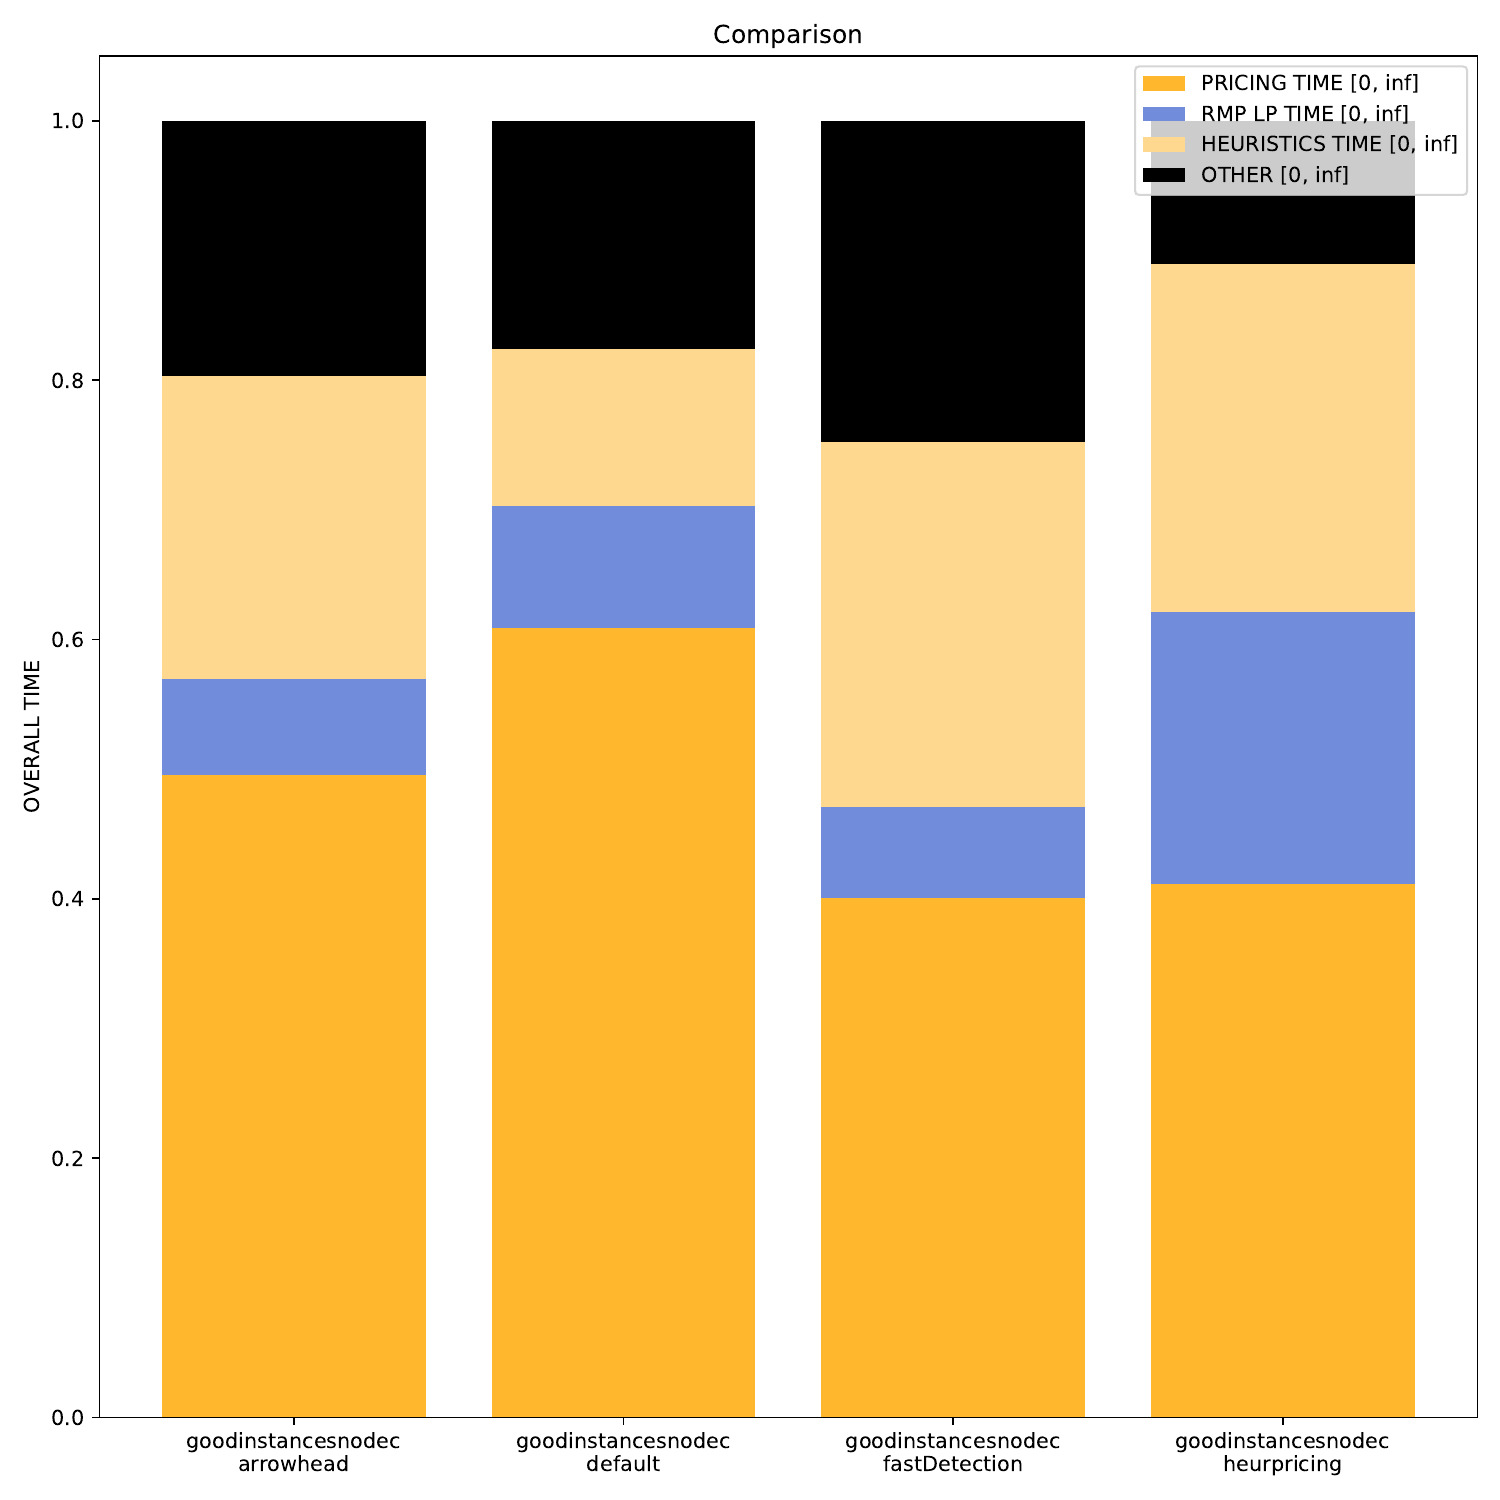 Comparison
PRICING TIME [0, inf]
RMP LP TIME [0, inf]
HEURISTICS TIME [0, inf]
OTHER [0, inf]
OVERALL TIME
1.0
0.8
0.6
0.4
0.2
0.0
goodinstancesnodec
arrowhead
goodinstancesnodec
default
goodinstancesnodec
fastDetection
goodinstancesnodec
heurpricing